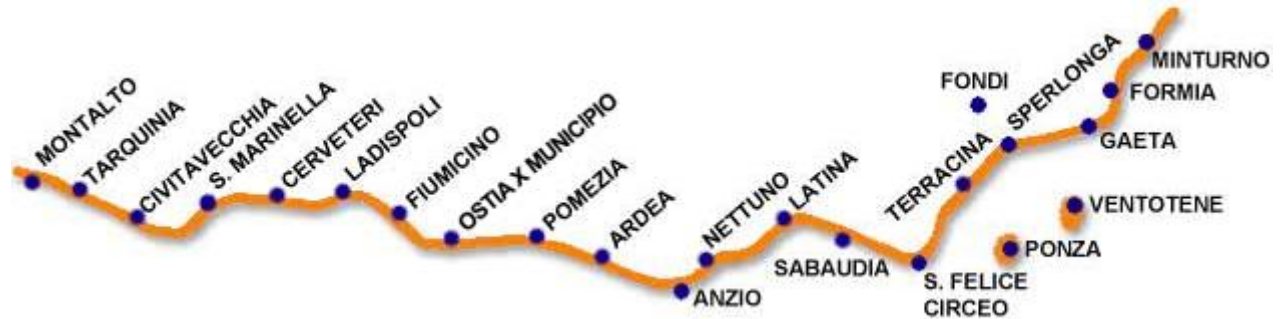 MONTALTO
TARQUINIA
CIVITAVECCHIA
S. MARINELLA
CERVETERI
LADISPOLI
FIUMICINO
OSTIA X MUNICIPIO
POMEZIA
ARDEA
ANZIO
NETTUNO
LATINA
SABAUDIA
S. FELICE
CIRCEO
TERRACINA
FONDI
SPERLONGA
GAETA
FORMIA
MINTURNO
VENTOTENE
PONZA